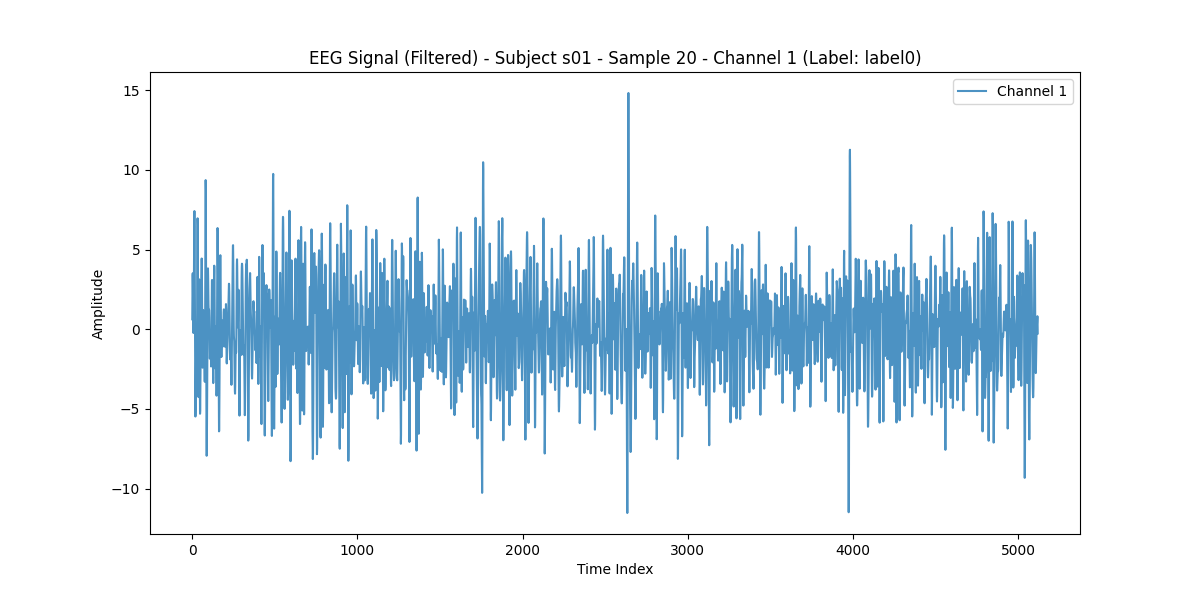 EEG Signal (Filtered) - Subject s01 - Sample 20 - Channel 1 (Label: label0)
Channel 1
15
10
5
0
−5
−10
Amplitude
0 1000 2000 3000 4000 5000
Time Index